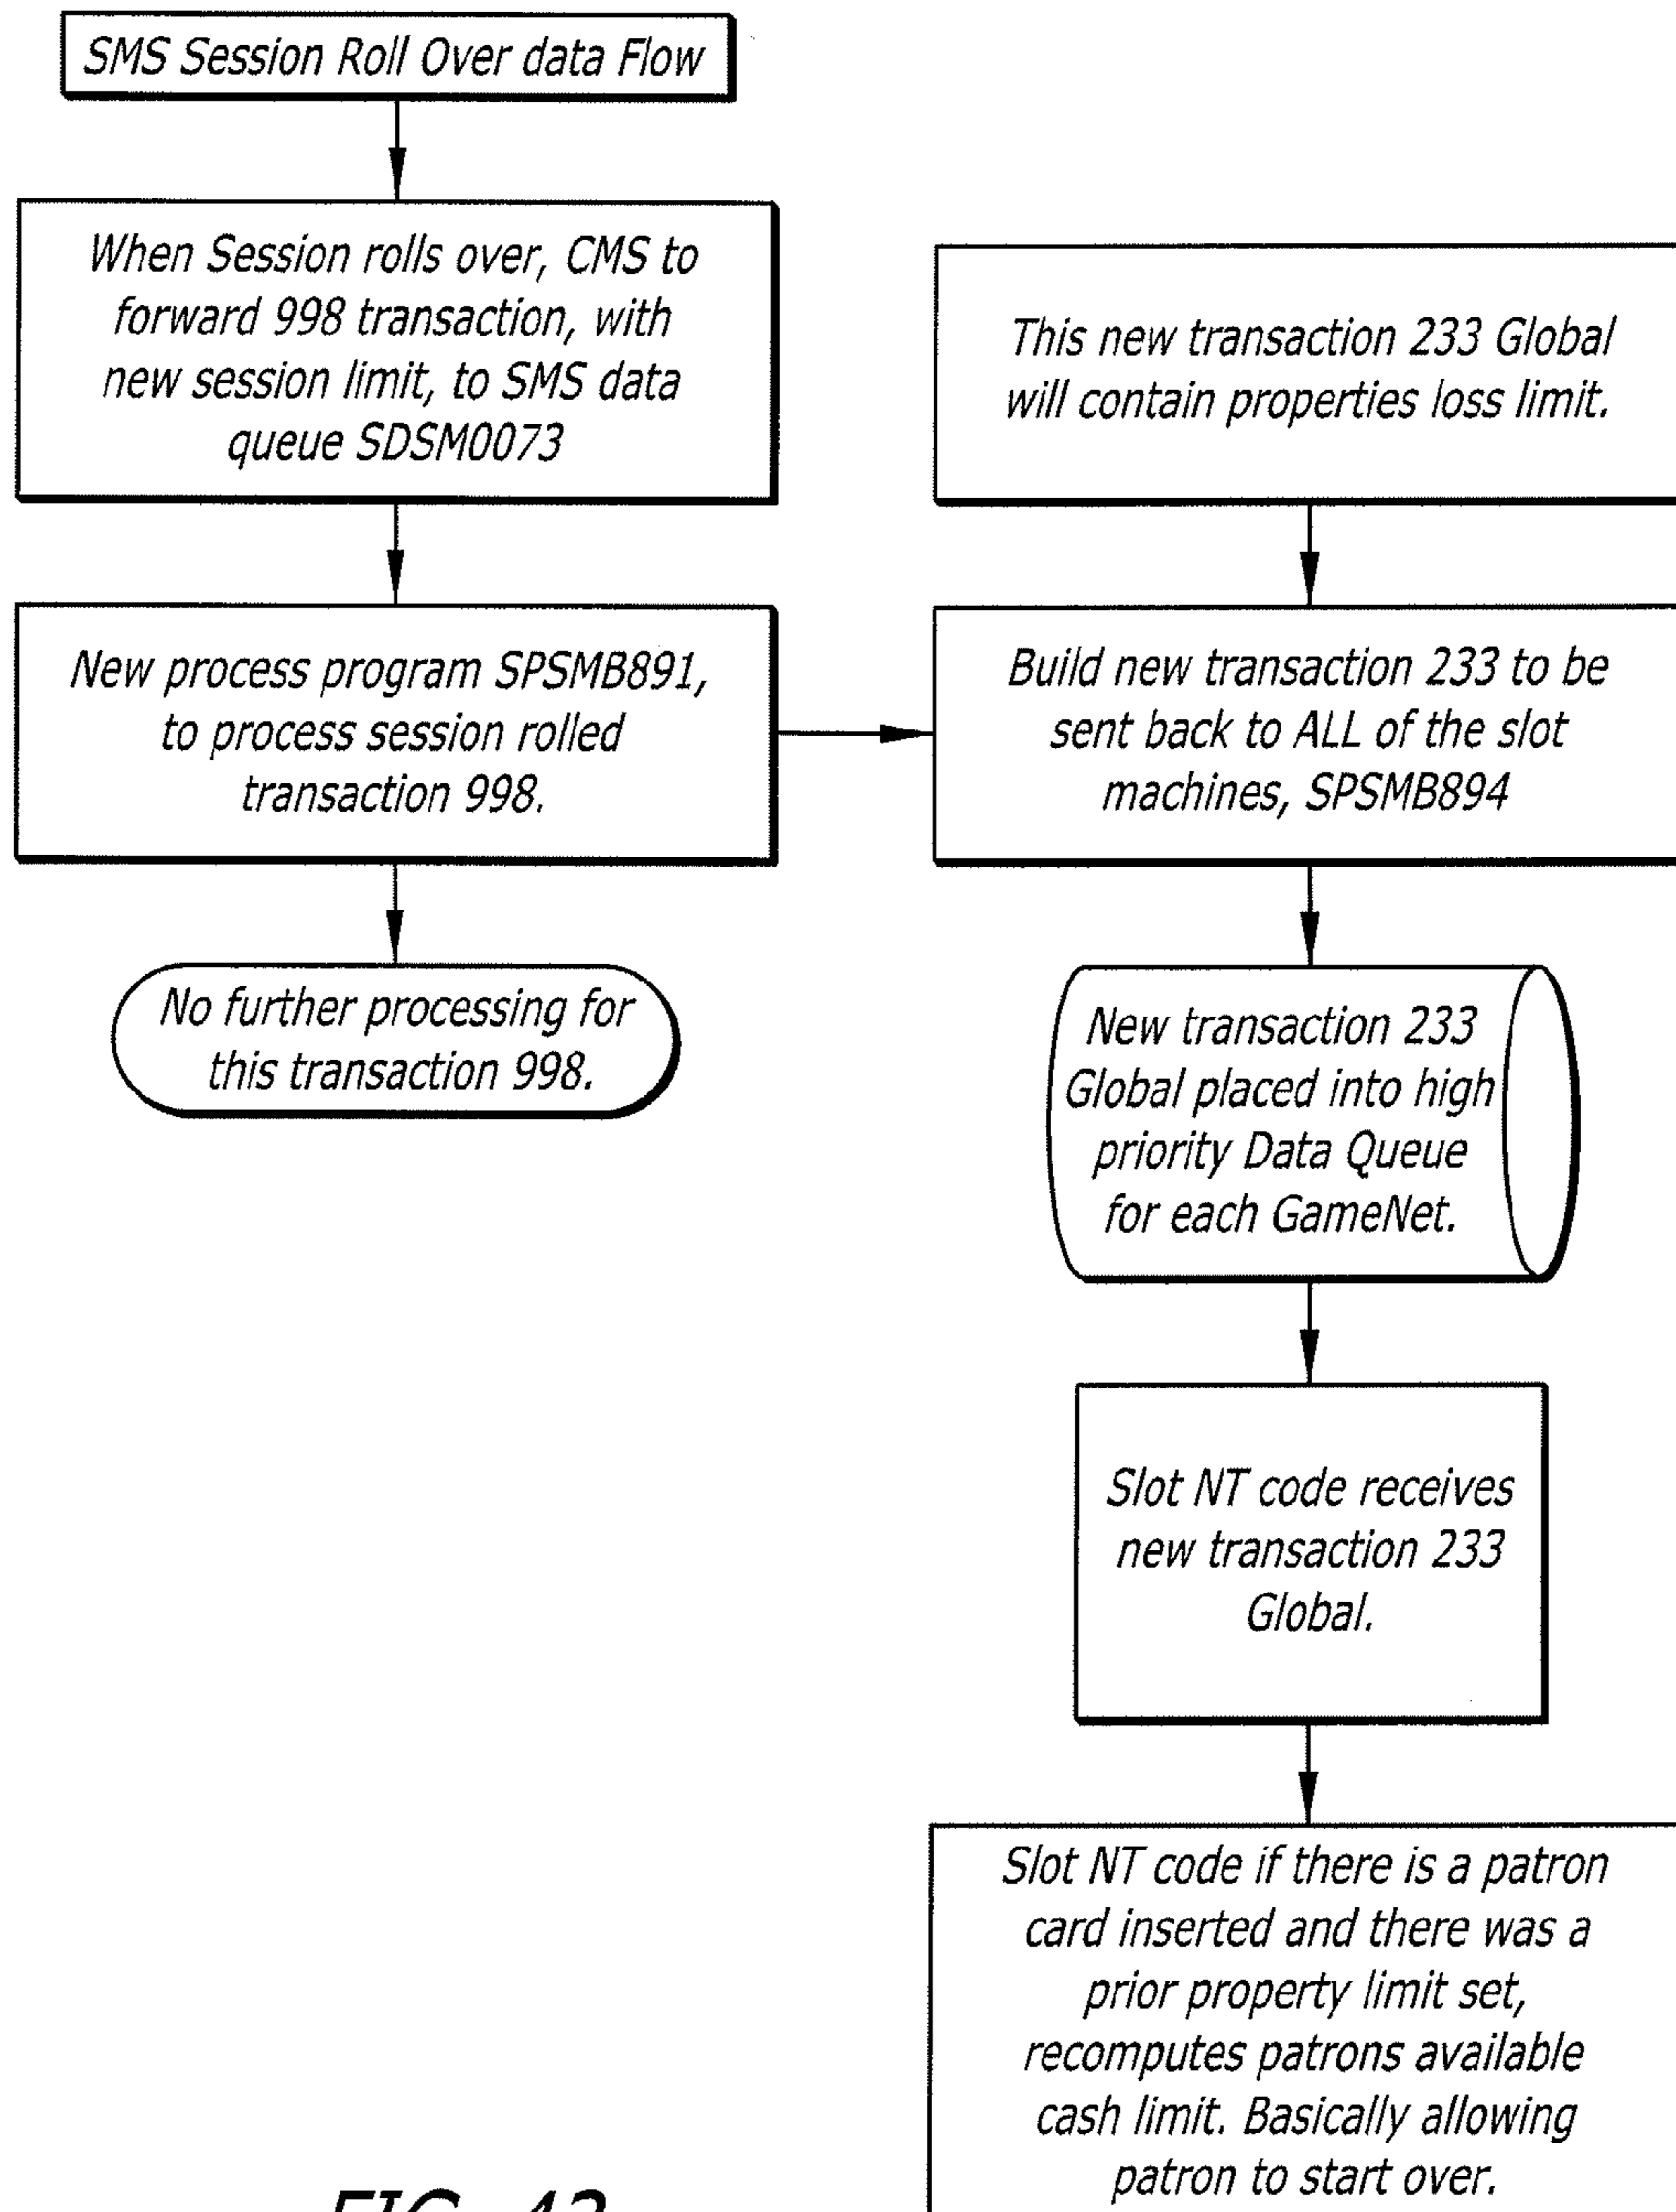 SMS Session Roll Over data Flow
When Session rolls over, CMS to
forward 998 transaction, with
new session limit, to SMS data
queue SDSM0073
New process program SPSMB891,
to process session rolled
transaction 998.
No further processing for
this transaction 998.
This new transaction 233 Global
will contain properties loss limit.
Build new transaction 233 to be
sent back to ALL of the slot
machines, SPSMB894
New transaction 233
Global placed into high
priority Data Queue
for each GameNet.
Slot NT code receives
new transaction 233
Global.
Slot NT code if there is a patron
card inserted and there was a
prior property limit set,
recomputes patrons available
cash limit. Basically allowing
patron to start over.
FIG. 42